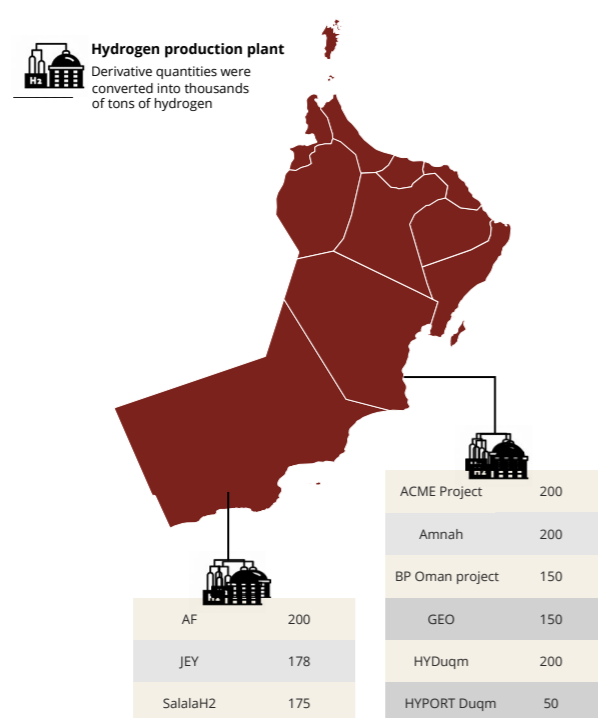 H2
Hydrogen production plant
Derivative quantities were
converted into thousands
of tons of hydrogen
ACME Project 200
Amnah 200
BP Oman project 150
GEO 150
HYDuqm 200
HYPORT Duqm 50
AF 200
JEY 178
SalalaH2 175